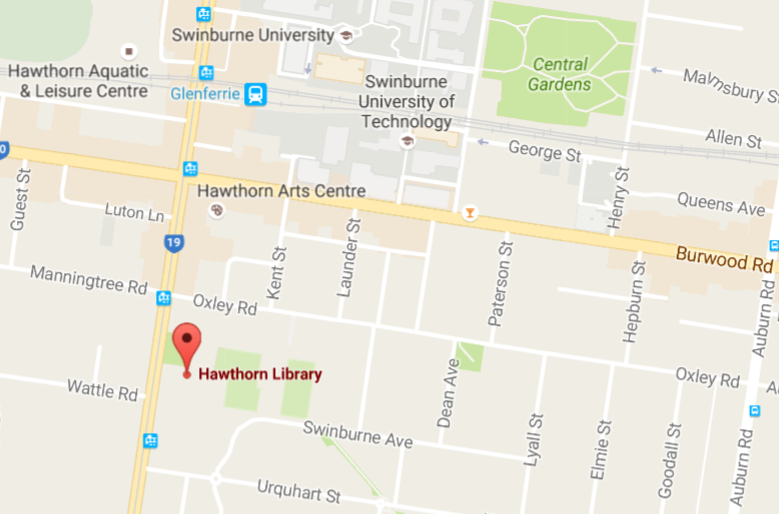 Swinburne University
Hawthorn Aquatic
& Leisure Centre
Glenferrie
Swinburne
University of
Technology
Central
Gardens
Malmsbury St
Allen St
George St
Queens Ave
Henry St
0
Guest St
Hawthorn Arts Centre
Luton Ln
19
Burwood Rd
Manningtree Rd
Oxley Rd
Kent St
Launder St
Paterson St
Hepburn St
Auburn Rd
Hawthorn Library
Wattle Rd
Dean Ave
Oxley Rd
Swinburne Ave
Lyall St
Elmie St
Goodall St
Auburn Rd
Urquhart St